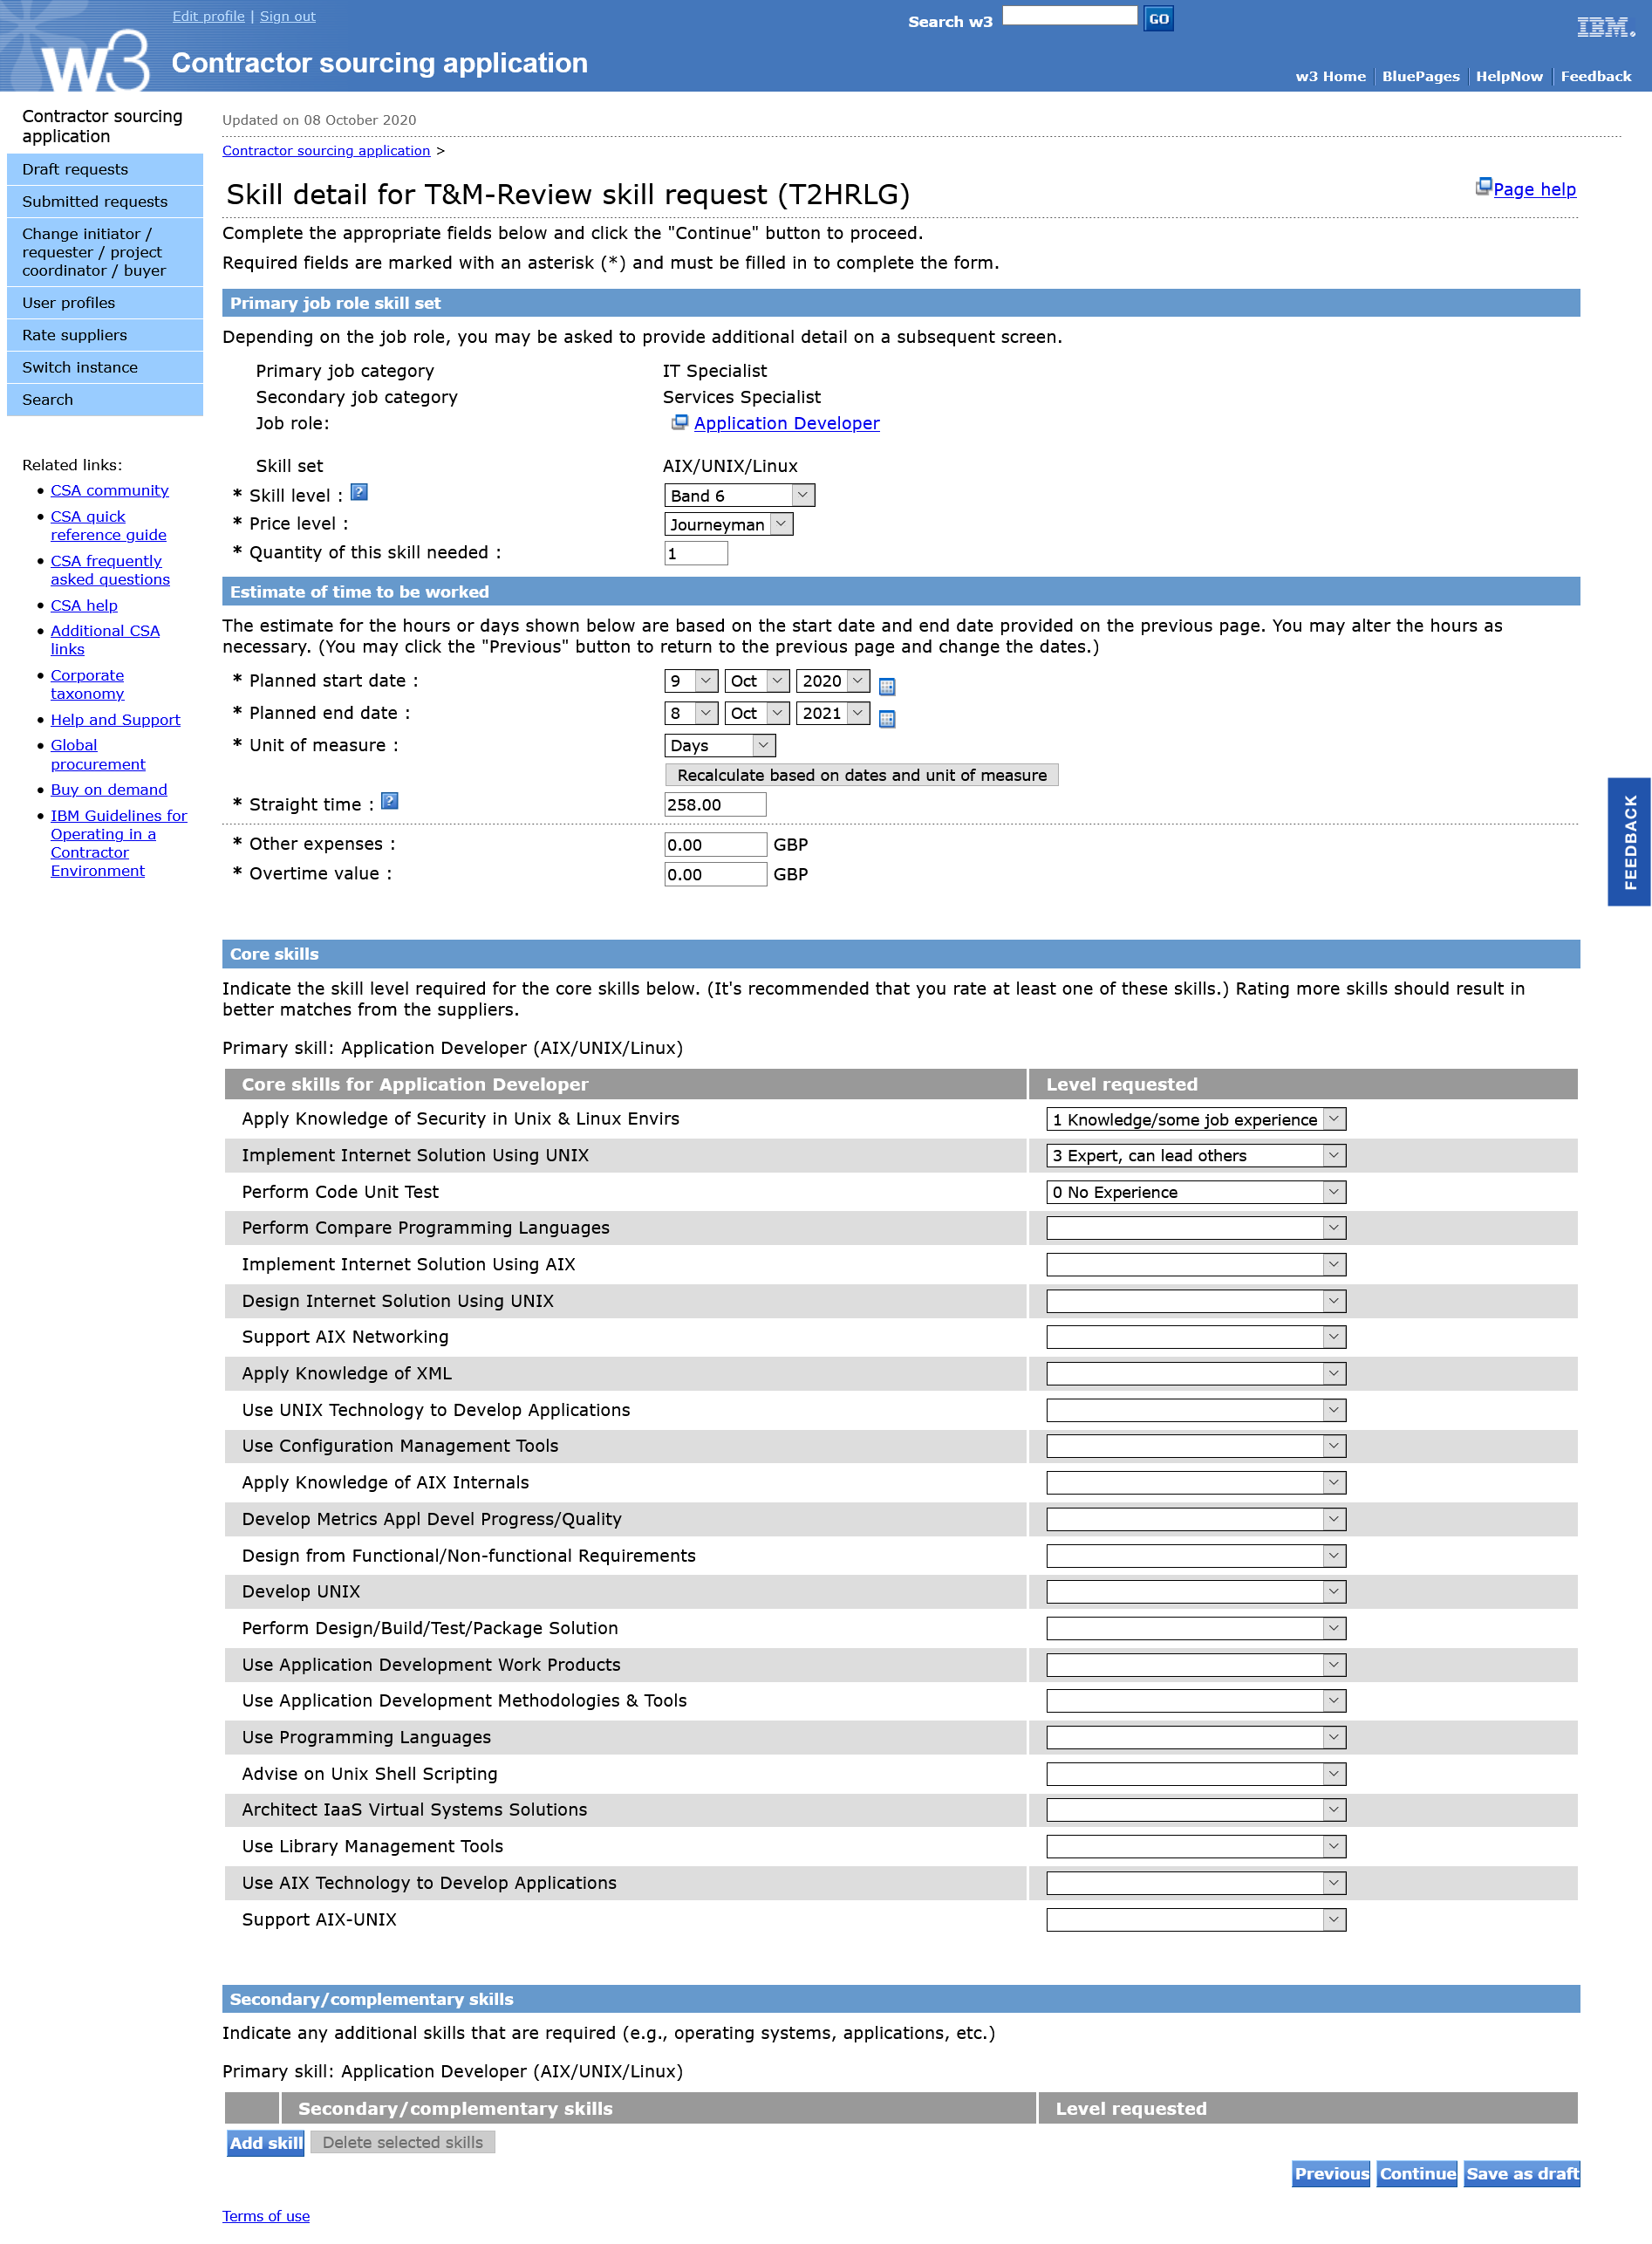 Edit profile | Sign out
Search w3 GO
IBM
w3 Contractor sourcing application
w3 Home BluePages HelpNow Feedback
Contractor sourcing
application
Draft requests
Submitted requests
Change initiator /
requester / project
coordinator / buyer
User profiles
Rate suppliers
Switch instance
Search
Related links:
CSA community
CSA quick
reference guide
CSA frequently
asked questions
CSA help
Additional CSA
links
Corporate
taxonomy
Help and Support
Global
procurement
Buy on demand
IBM Guidelines for
Operating in a
Contractor
Environment
Updated on 08 October 2020
Contractor sourcing application >
Skill detail for T&M-Review skill request (T2HRLG)
Page help
Complete the appropriate fields below and click the "Continue" button to proceed.
Required fields are marked with an asterisk (*) and must be filled in to complete the form.
Primary job role skill set
Depending on the job role, you may be asked to provide additional detail on a subsequent screen.
Primary job category IT Specialist
Secondary job category Services Specialist
Job role: Application Developer
Skill set AIX/UNIX/Linux
* Skill level : ? Band 6
* Price level : Journeyman
* Quantity of this skill needed : 1
Estimate of time to be worked
The estimate for the hours or days shown below are based on the start date and end date provided on the previous page. You may alter the hours as
necessary. (You may click the "Previous" button to return to the previous page and change the dates.)
* Planned start date : 9 Oct 2020
* Planned end date : 8 Oct 2021
* Unit of measure : Days
Recalculate based on dates and unit of measure
* Straight time : ? 258.00
* Other expenses : 0.00 GBP
* Overtime value : 0.00 GBP
FEEDBACK
Core skills
Indicate the skill level required for the core skills below. (It's recommended that you rate at least one of these skills.) Rating more skills should result in
better matches from the suppliers.
Primary skill: Application Developer (AIX/UNIX/Linux)
Core skills for Application Developer Level requested
Apply Knowledge of Security in Unix & Linux Envirs 1 Knowledge/some job experience
Implement Internet Solution Using UNIX 3 Expert, can lead others
Perform Code Unit Test 0 No Experience
Perform Compare Programming Languages
Implement Internet Solution Using AIX
Design Internet Solution Using UNIX
Support AIX Networking
Apply Knowledge of XML
Use UNIX Technology to Develop Applications
Use Configuration Management Tools
Apply Knowledge of AIX Internals
Develop Metrics Appl Devel Progress/Quality
Design from Functional/Non-functional Requirements
Develop UNIX
Perform Design/Build/Test/Package Solution
Use Application Development Work Products
Use Application Development Methodologies & Tools
Use Programming Languages
Advise on Unix Shell Scripting
Architect IaaS Virtual Systems Solutions
Use Library Management Tools
Use AIX Technology to Develop Applications
Support AIX-UNIX
Secondary/complementary skills
Indicate any additional skills that are required (e.g., operating systems, applications, etc.)
Primary skill: Application Developer (AIX/UNIX/Linux)
Secondary/complementary skills Level requested
Add skill Delete selected skills
Previous Continue Save as draft
Terms of use